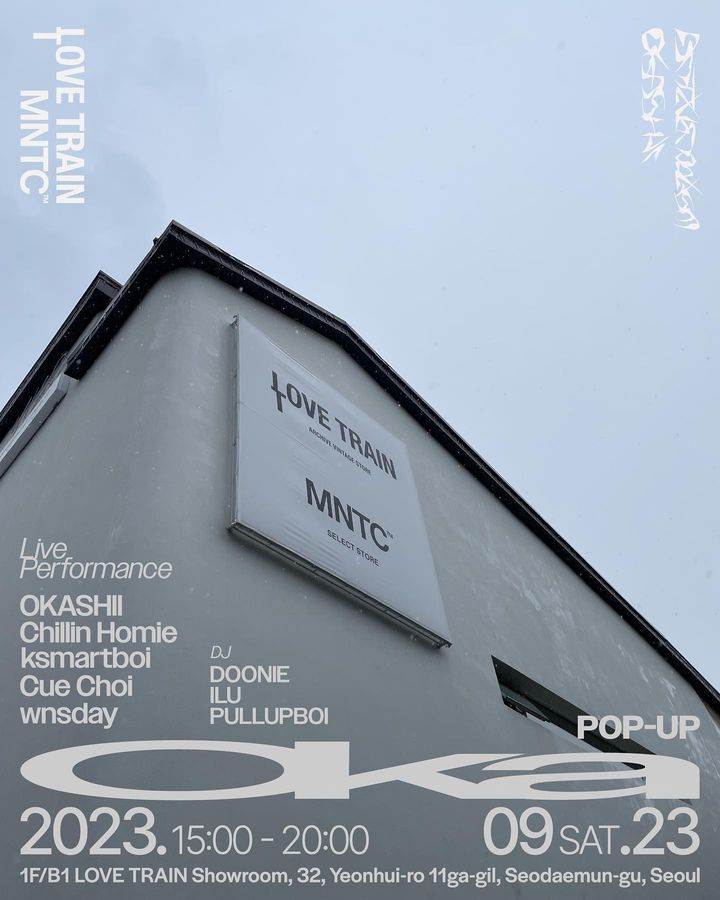 LOVE TRAIN
MNTC™
LOVE TRAIN
ARCHIVE VINTAGE STORE
MNTC™
SELECT STORE
Live
Performance
OKASHII
Chillin Homie
ksmartboi
Cue Choi
wnsday
DJ
DOONIE
ILU
PULLUPBOI
POP-UP
oka
2023. 15:00 - 20:00
09 SAT.23
1F/B1 LOVE TRAIN Showroom, 32, Yeonhui-ro 11ga-gil, Seodaemun-gu, Seoul